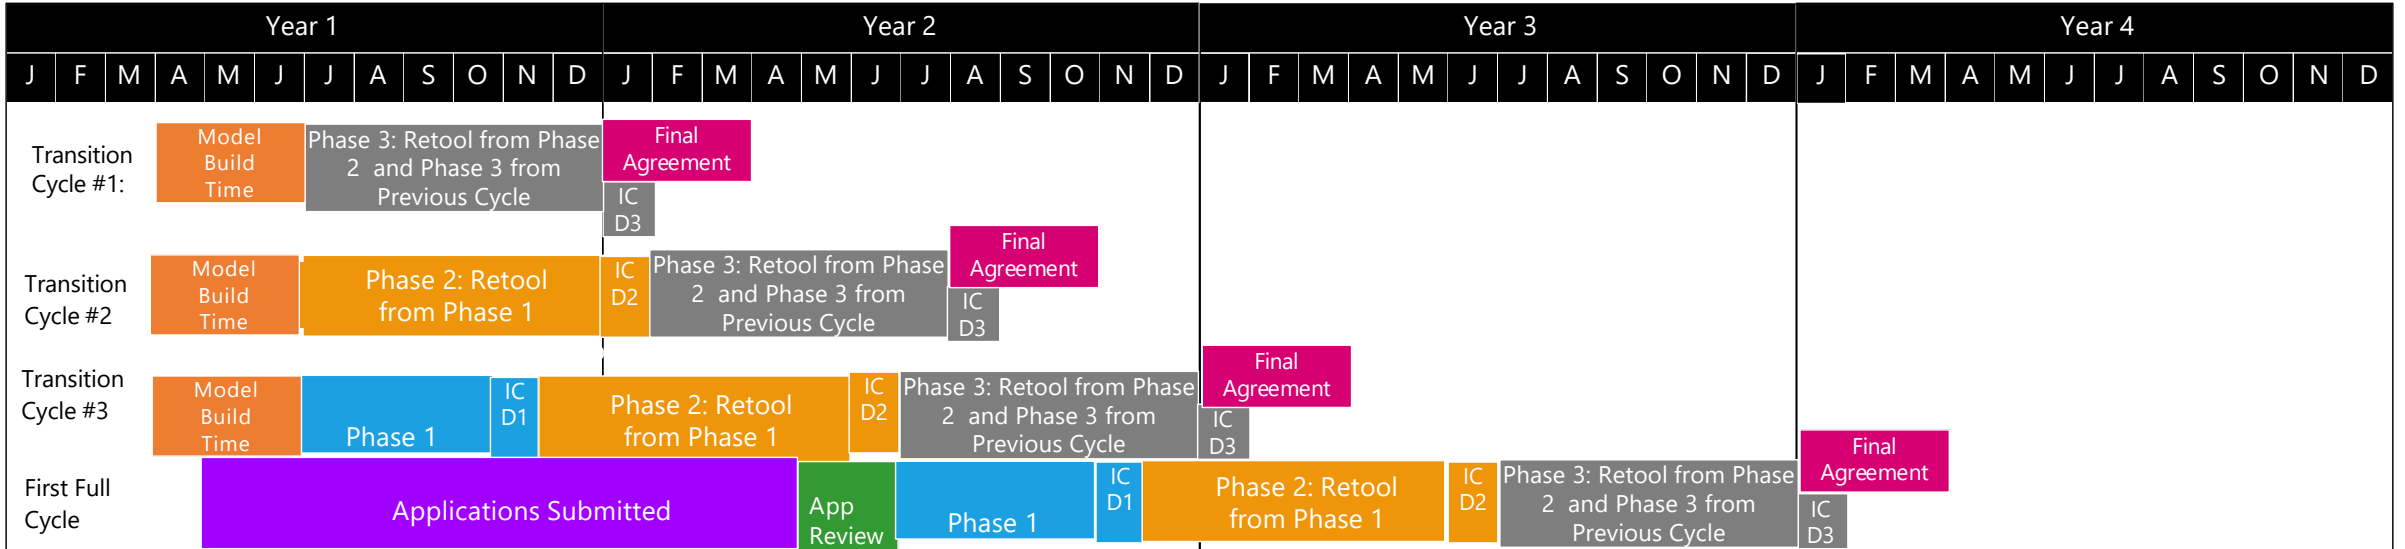 Year 1 Year 2 Year 3 Year 4
J F M A M J J A S O N D J F M A M J J A S O N D J F M A M J J A S O N D J F M A M J J A S O N D
Transition
Cycle #1:
Model
Build
Time
Phase 3: Retool from Phase
2 and Phase 3 from
Previous Cycle
Final
Agreement
IC
D3
Transition
Cycle #2
Model
Build
Time
Phase 2: Retool
from Phase 1
IC
D2
Phase 3: Retool from Phase
2 and Phase 3 from
Previous Cycle
Final
Agreement
IC
D3
Transition
Cycle #3
Model
Build
Time
Phase 1
IC
D1
Phase 2: Retool
from Phase 1
IC
D2
Phase 3: Retool from Phase
2 and Phase 3 from
Previous Cycle
Final
Agreement
IC
D3
First Full
Cycle
Applications Submitted
App
Review
Phase 1
IC
D1
Phase 2: Retool
from Phase 1
IC
D2
Phase 3: Retool from Phase
2 and Phase 3 from
Previous Cycle
Final
Agreement
IC
D3